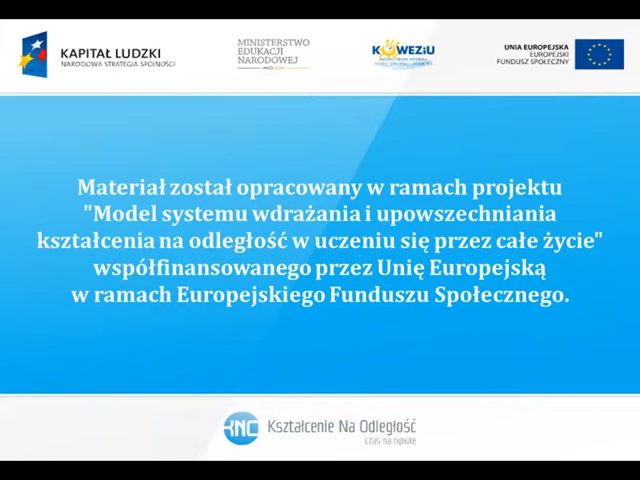 KAPITAŁ LUDZKI
NARODOWA STRATEGIA SPÓJNOŚCI
MINISTERSTWO
EDUKACJI
NARODOWEJ
KOWEZiU
UNIA EUROPEJSKA
EUROPEJSKI
FUNDUSZ SPOŁECZNY
Materiał został opracowany w ramach projektu
"Model systemu wdrażania i upowszechniania
kształcenia na odległość w uczeniu się przez całe życie"
współfinansowanego przez Unię Europejską
w ramach Europejskiego Funduszu Społecznego.
KNO Kształcenie Na Odległość
czas na naukę